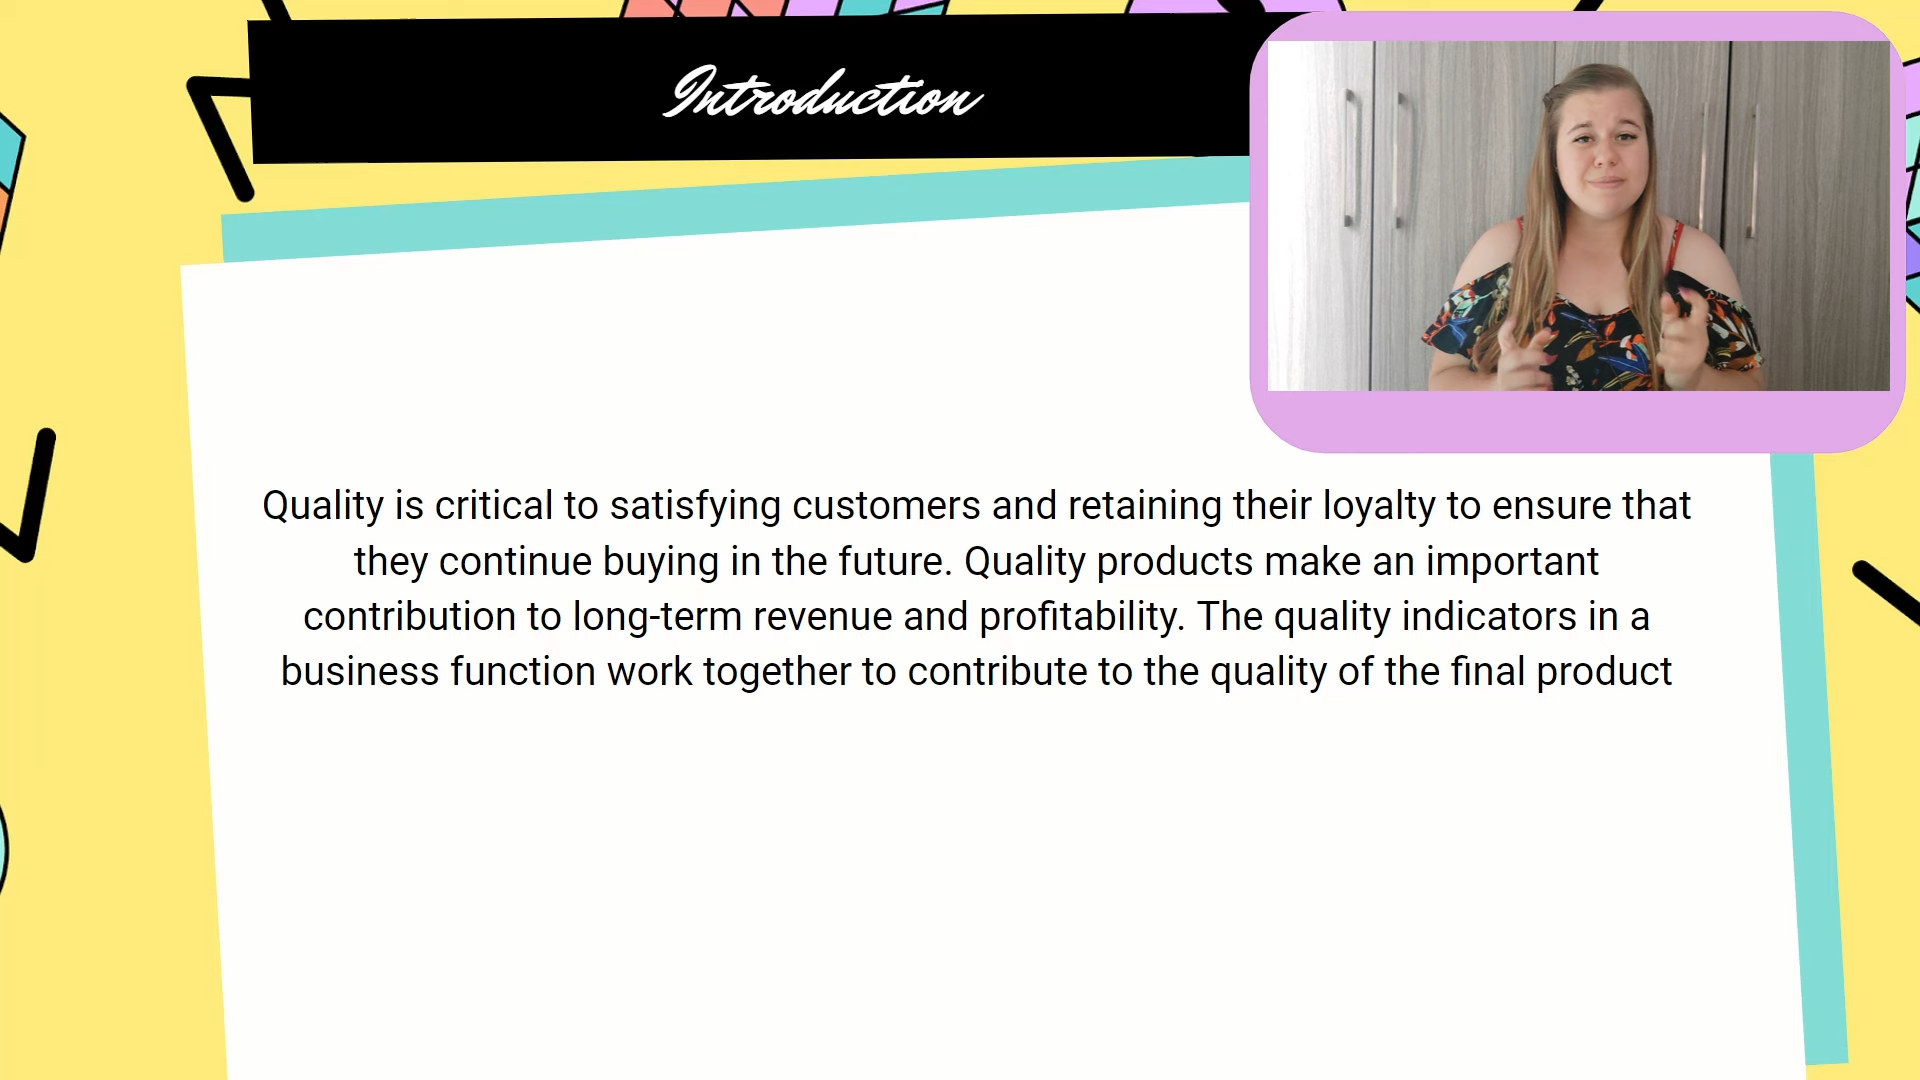 Introduction
Quality is critical to satisfying customers and retaining their loyalty to ensure that
they continue buying in the future. Quality products make an important
contribution to long-term revenue and profitability. The quality indicators in a
business function work together to contribute to the quality of the final product